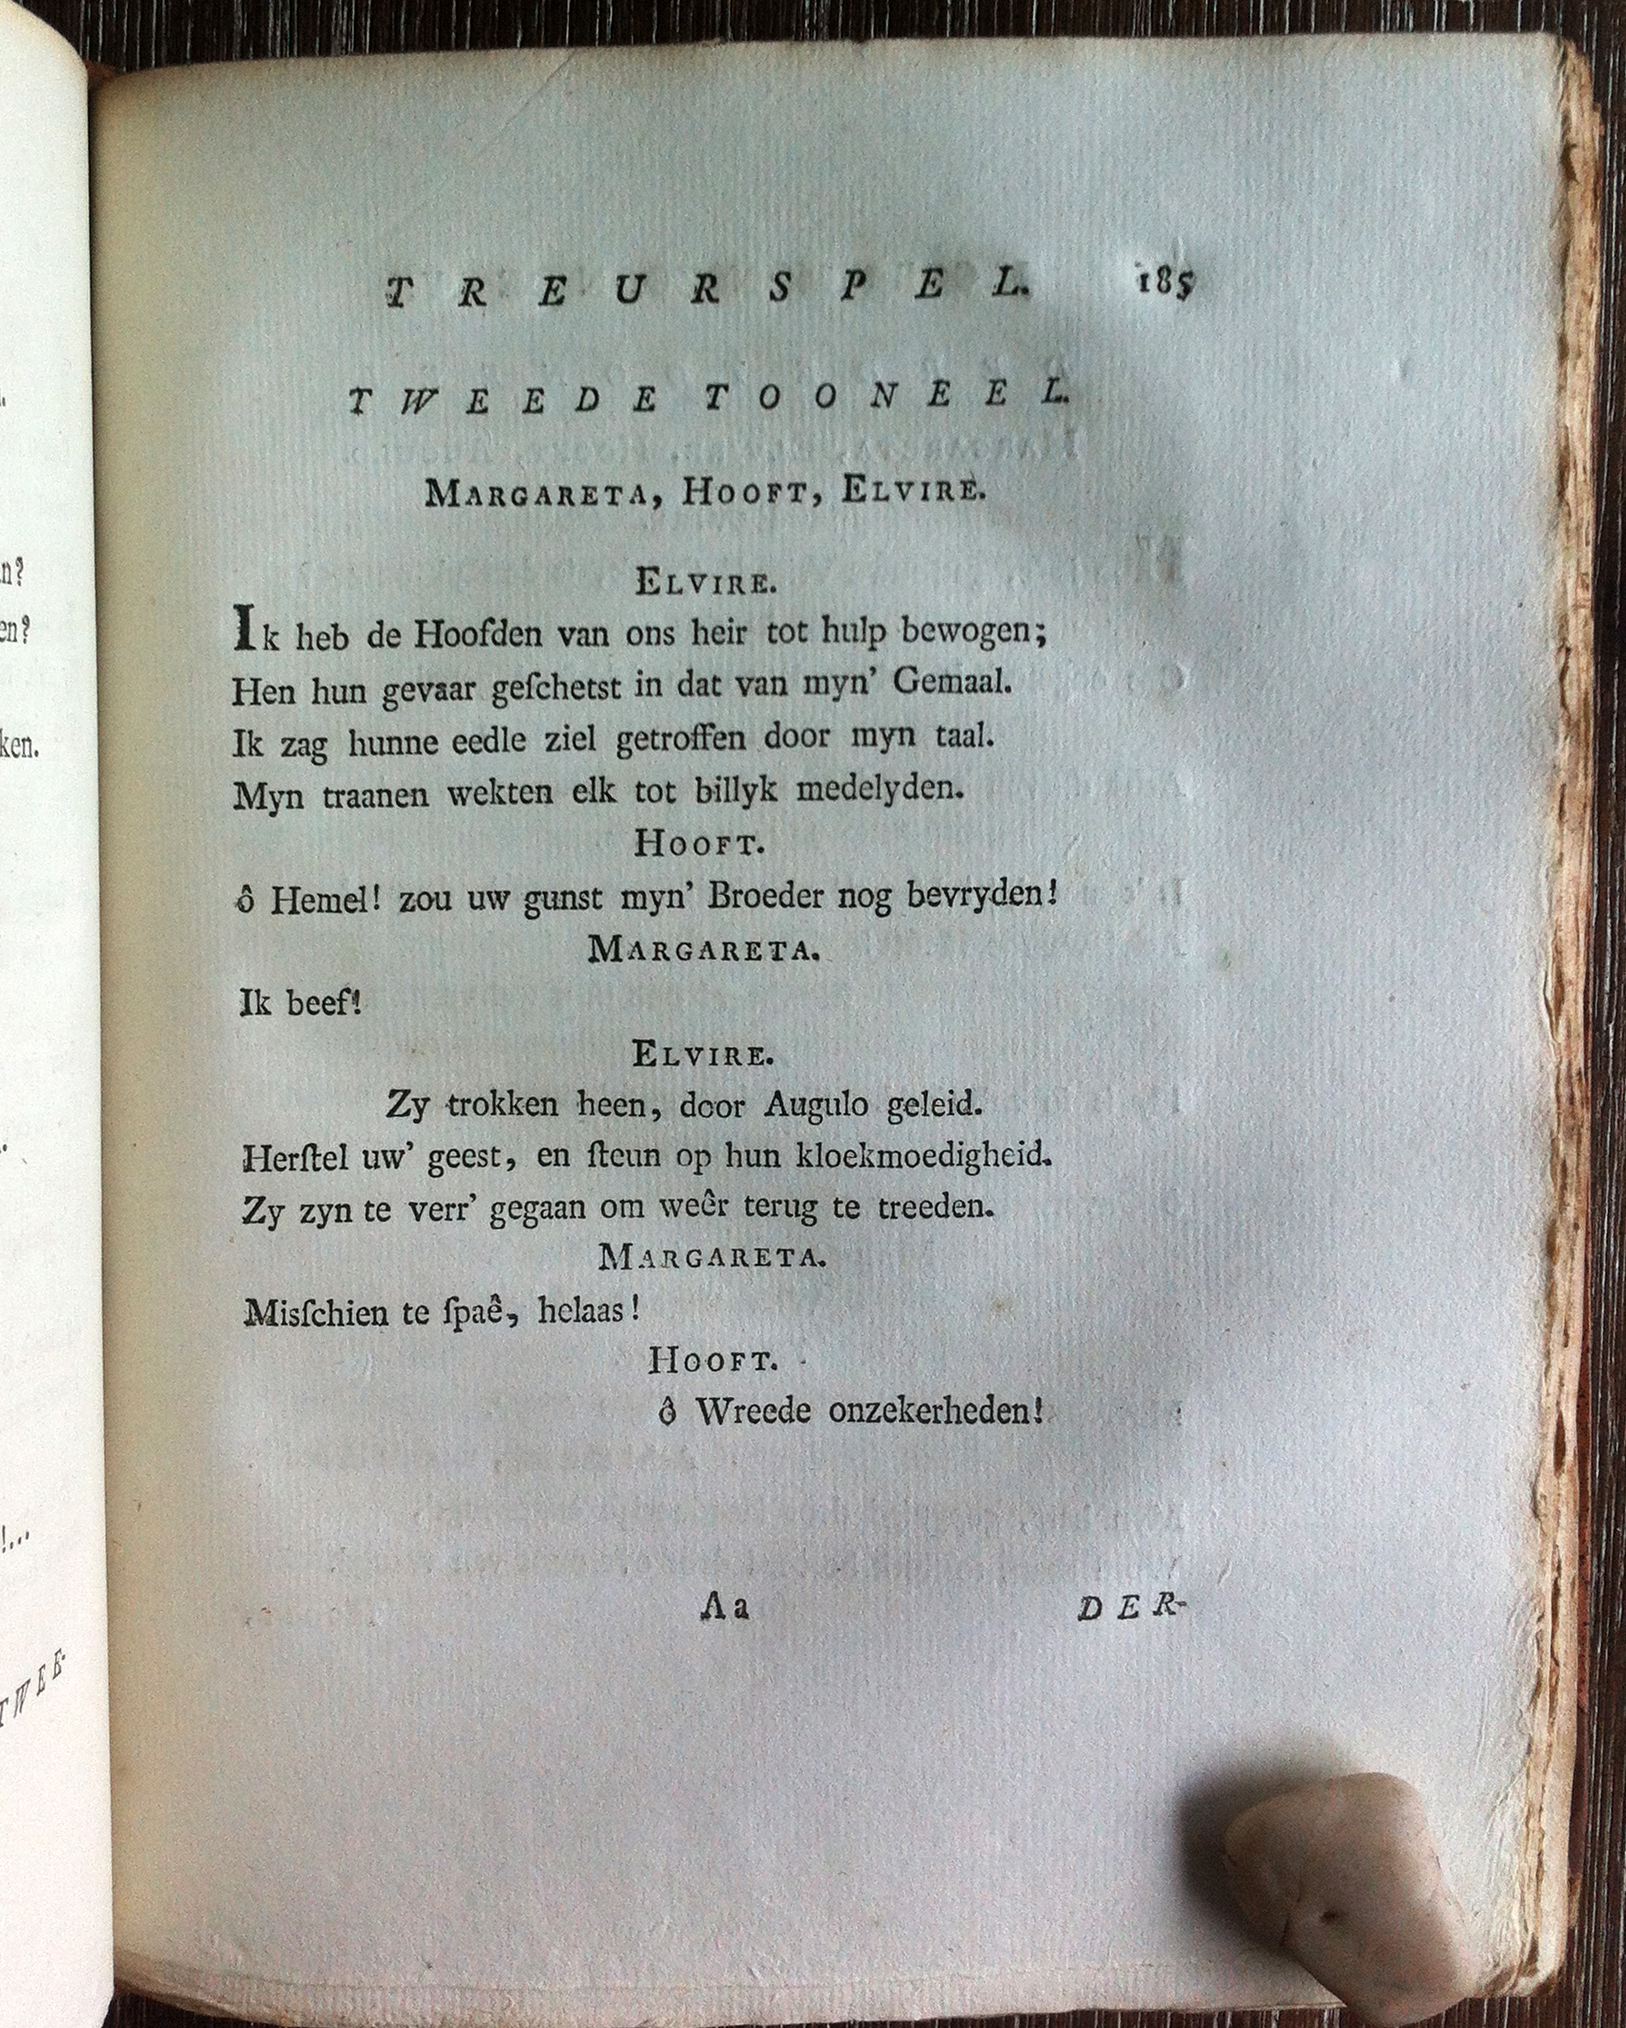 n?
en?
ken.
!...
TWEE-
TREURSPEL. 185
TWEEDE TOONEEL.
MARGARETA, HOOFT, ELVIRE.
ELVIRE.
Ik heb de Hoofden van ons heir tot hulp bewogen;
Hen hun gevaar geſchetst in dat van myn' Gemaal.
Ik zag hunne eedle ziel getroffen door myn taal.
Myn traanen wekten elk tot billyk medelyden.
HOOFT.
ô Hemel! zou uw gunst myn' Broeder nog bevryden!
MARGARETA.
Ik beef!
ELVIRE.
Zy trokken heen, door Augulo geleid.
Herſtel uw' geest, en ſteun op hun kloekmoedigheid.
Zy zyn te verr' gegaan om weêr terug te treeden.
MARGARETA.
Misſchien te ſpaê, helaas!
HOOFT.
ô Wreede onzekerheden!
Aa DER-